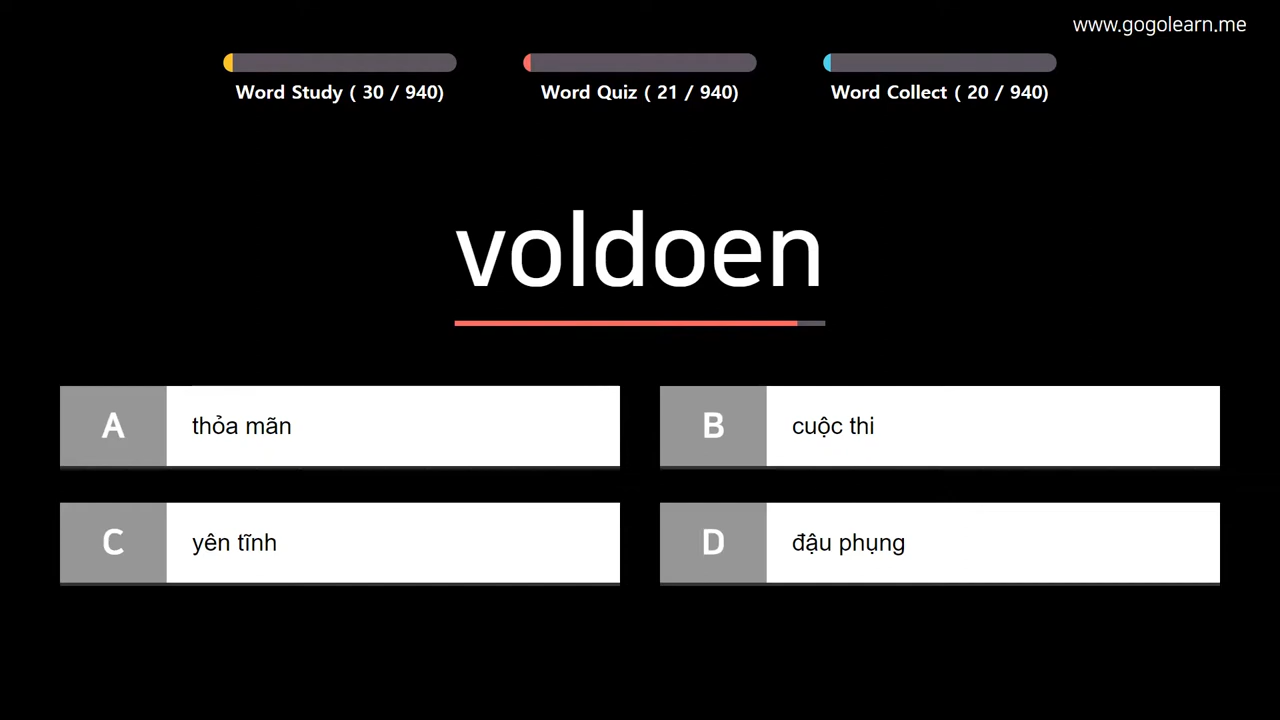 www.gogolearn.me
Word Study ( 30 / 940)
Word Quiz ( 21 / 940)
Word Collect ( 20 / 940)
voldoen
A thỏa mãn
B cuộc thi
C yên tĩnh
D đậu phụng